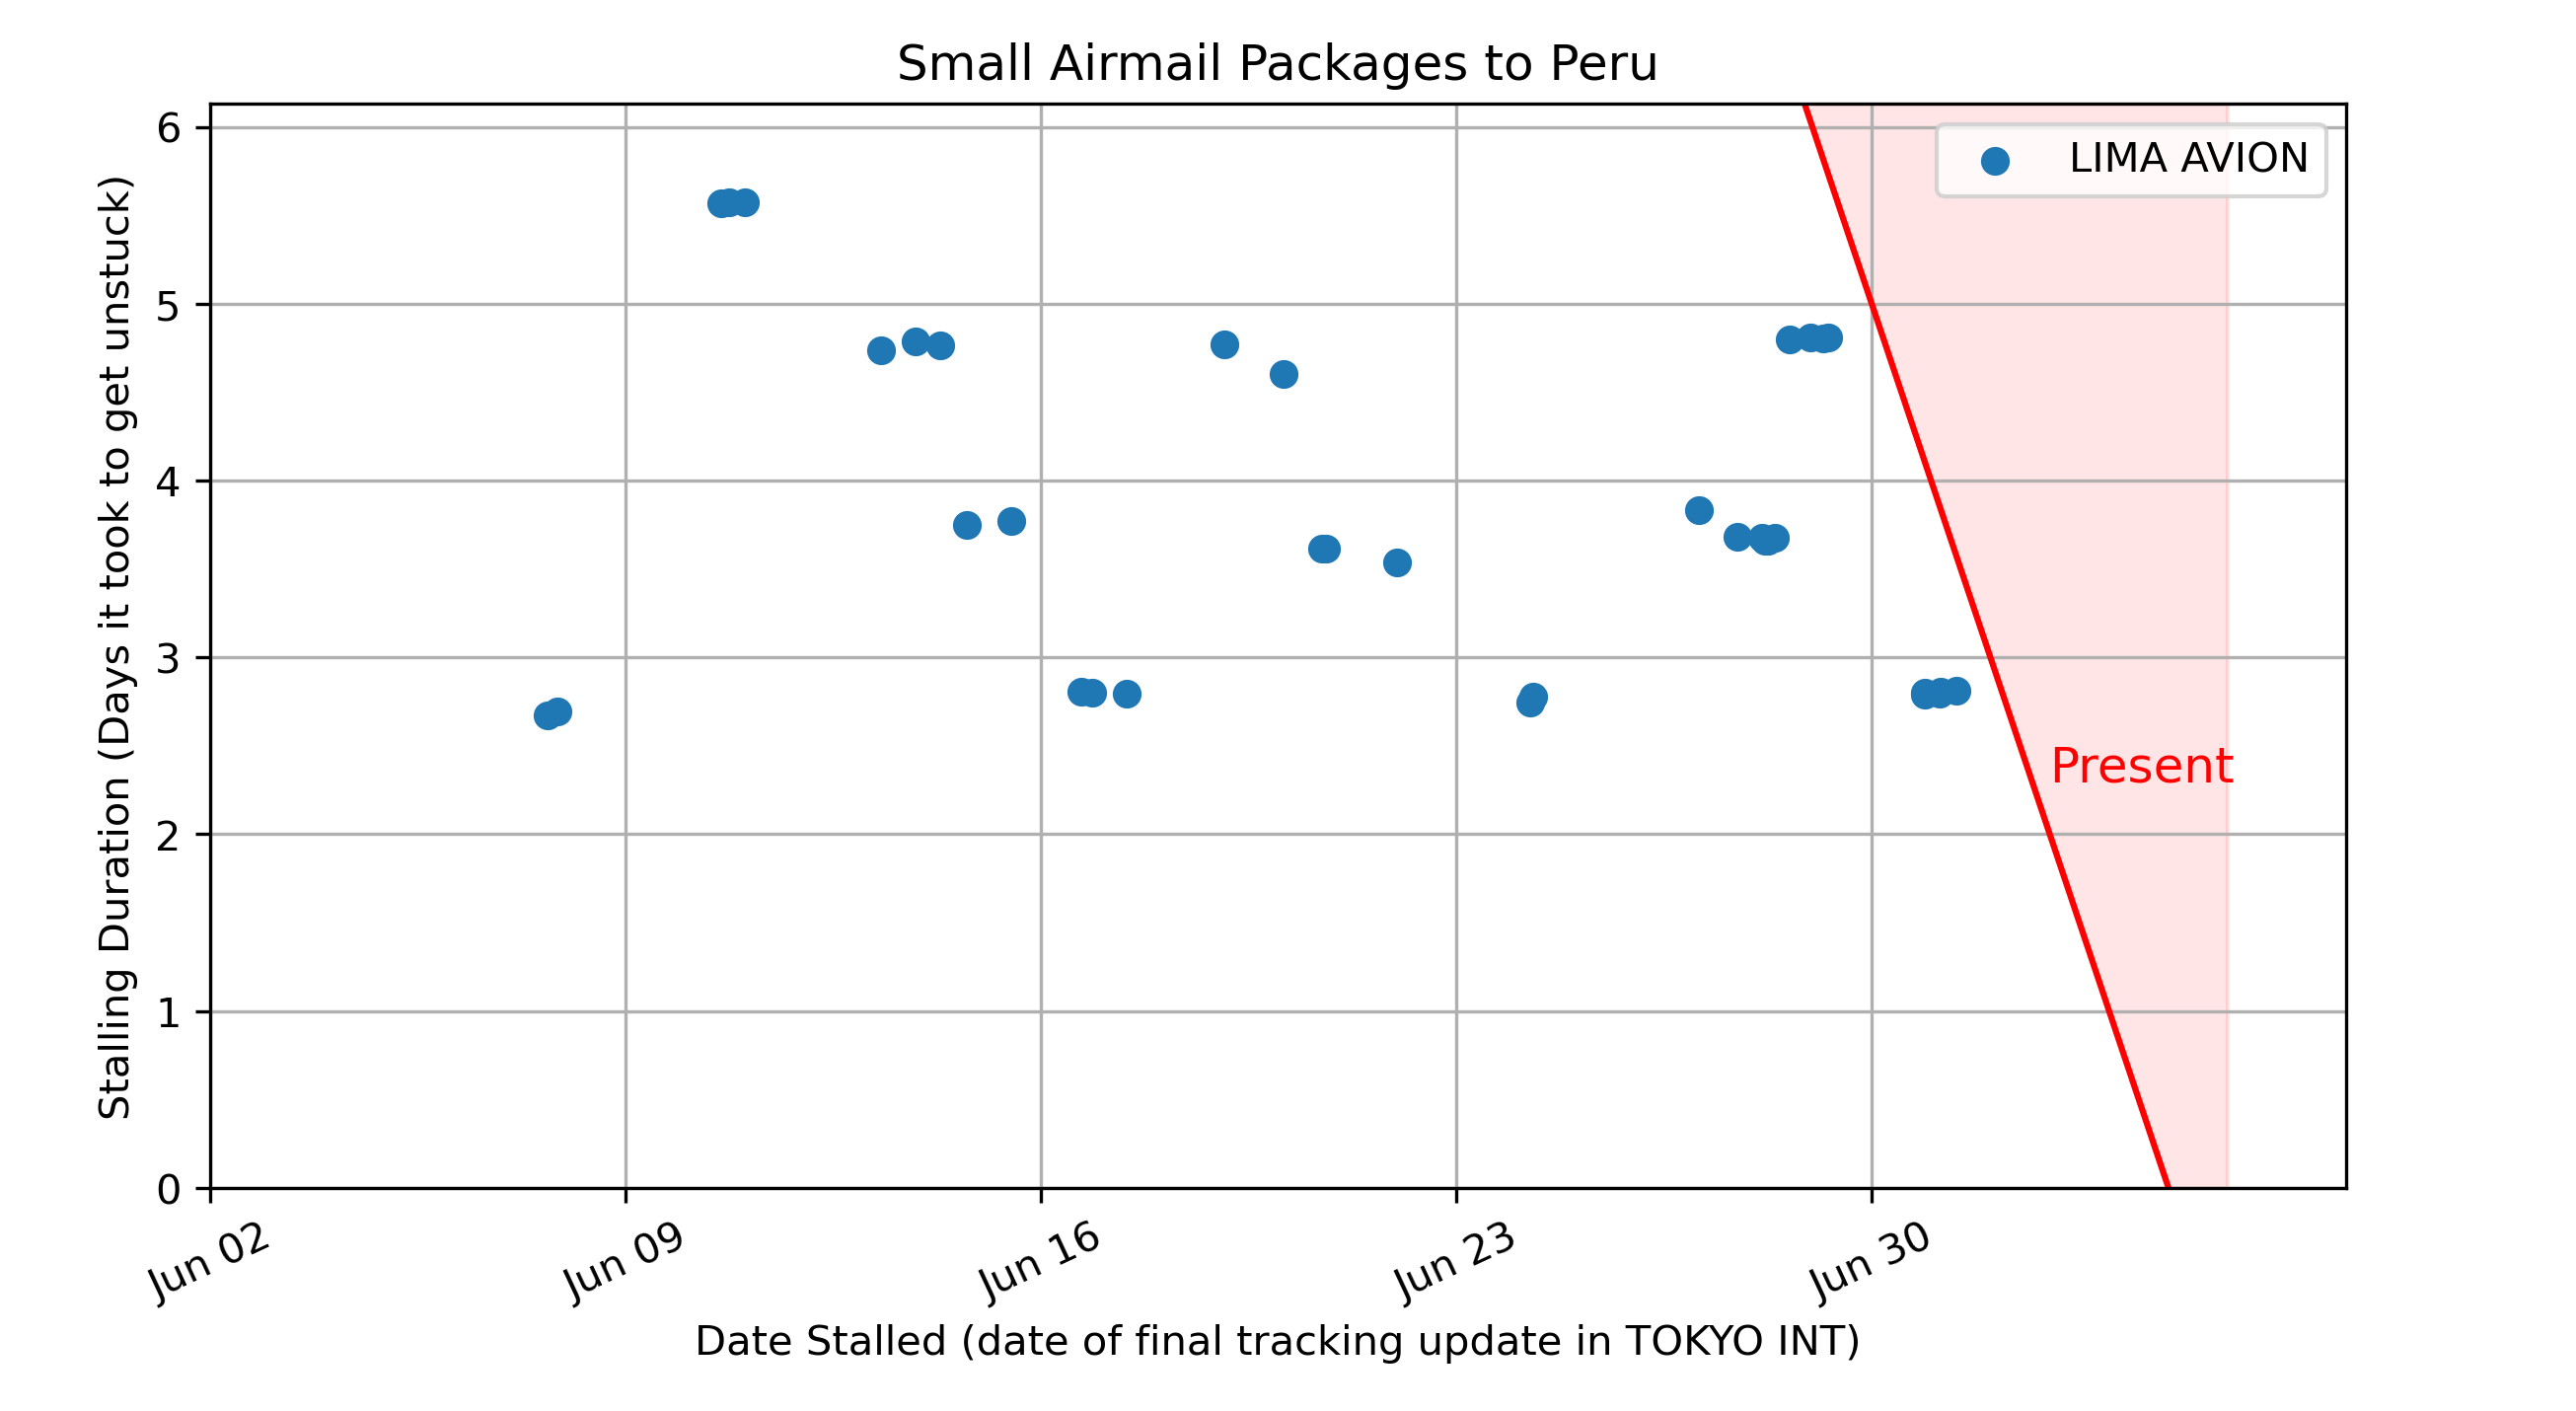 Small Airmail Packages to Peru
LIMA AVION
Stalling Duration (Days it took to get unstuck)
6
5
4
3
2
1
0
Present
Jun 02
Jun 09
Jun 16
Jun 23
Jun 30
Date Stalled (date of final tracking update in TOKYO INT)